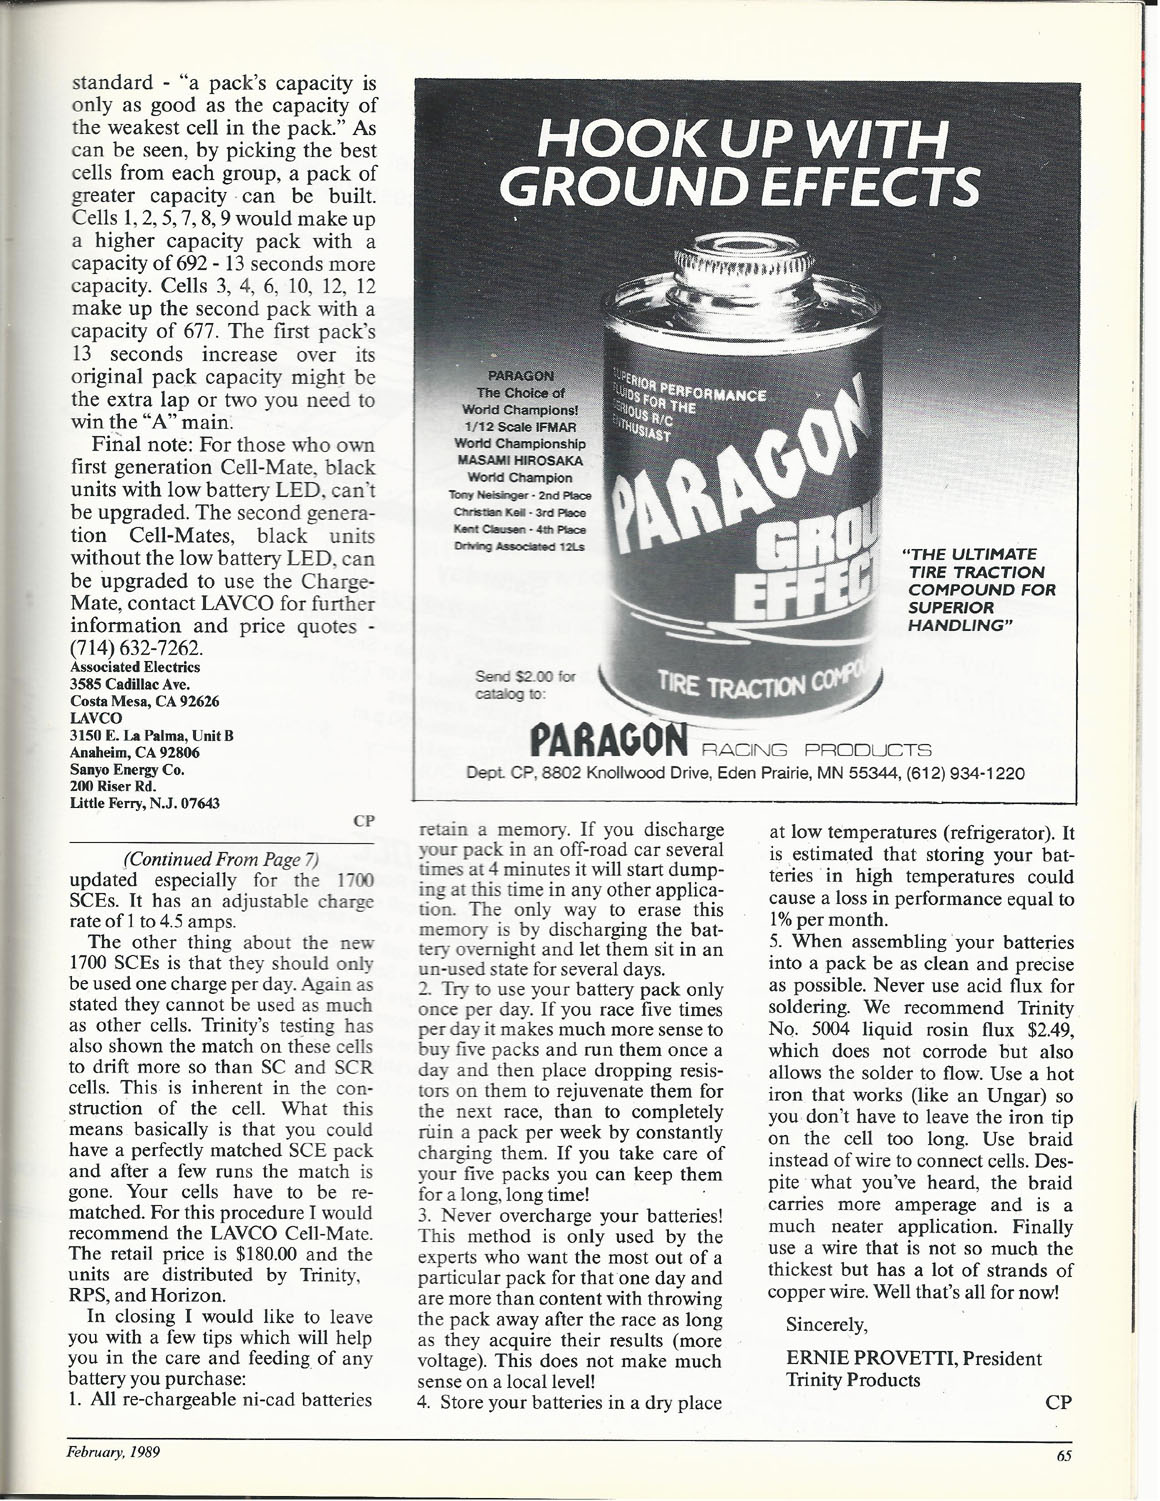 standard - “a pack's capacity is
only as good as the capacity of
the weakest cell in the pack.” As
can be seen, by picking the best
cells from each group, a pack of
greater capacity can be built.
Cells 1, 2, 5, 7, 8, 9 would make up
a higher capacity pack with a
capacity of 692 - 13 seconds more
capacity. Cells 3, 4, 6, 10, 12, 12
make up the second pack with a
capacity of 677. The first pack's
13 seconds increase over its
original pack capacity might be
the extra lap or two you need to
win the “A” main.
Final note: For those who own
first generation Cell-Mate, black
units with low battery LED, can't
be upgraded. The second genera-
tion Cell-Mates, black units
without the low battery LED, can
be upgraded to use the Charge-
Mate, contact LAVCO for further
information and price quotes -
(714) 632-7262.
Associated Electrics
3585 Cadillac Ave.
Costa Mesa, CA 92626
LAVCO
3150 E. La Palma, Unit B
Anaheim, CA 92806
Sanyo Energy Co.
200 Riser Rd.
Little Ferry, N.J. 07643
CP
HOOK UP WITH
GROUND EFFECTS
PARAGON
The Choice of
World Champions!
1/12 Scale IFMAR
World Championship
MASAMI HIROSAKA
World Champion
Tony Neisinger - 2nd Place
Christian Keil - 3rd Place
Kent Clausen - 4th Place
Driving Associated 12Ls
SUPERIOR PERFORMANCE
FLUIDS FOR THE
SERIOUS R/C
ENTHUSIAST
PARAGON
GROU
EFFEC
TIRE TRACTION COMPOU
“THE ULTIMATE
TIRE TRACTION
COMPOUND FOR
SUPERIOR
HANDLING”
Send $2.00 for
catalog to:
PARAGON RACING PRODUCTS
Dept. CP, 8802 Knollwood Drive, Eden Prairie, MN 55344, (612) 934-1220
(Continued From Page 7)
updated especially for the 1700
SCEs. It has an adjustable charge
rate of 1 to 4.5 amps.
The other thing about the new
1700 SCEs is that they should only
be used one charge per day. Again as
stated they cannot be used as much
as other cells. Trinity's testing has
also shown the match on these cells
to drift more so than SC and SCR
cells. This is inherent in the con-
struction of the cell. What this
means basically is that you could
have a perfectly matched SCE pack
and after a few runs the match is
gone. Your cells have to be re-
matched. For this procedure I would
recommend the LAVCO Cell-Mate.
The retail price is $180.00 and the
units are distributed by Trinity,
RPS, and Horizon.
In closing I would like to leave
you with a few tips which will help
you in the care and feeding of any
battery you purchase:
1. All re-chargeable ni-cad batteries
retain a memory. If you discharge
your pack in an off-road car several
times at 4 minutes it will start dump-
ing at this time in any other applica-
tion. The only way to erase this
memory is by discharging the bat-
tery overnight and let them sit in an
un-used state for several days.
2. Try to use your battery pack only
once per day. If you race five times
per day it makes much more sense to
buy five packs and run them once a
day and then place dropping resis-
tors on them to rejuvenate them for
the next race, than to completely
ruin a pack per week by constantly
charging them. If you take care of
your five packs you can keep them
for a long, long time!
3. Never overcharge your batteries!
This method is only used by the
experts who want the most out of a
particular pack for that one day and
are more than content with throwing
the pack away after the race as long
as they acquire their results (more
voltage). This does not make much
sense on a local level!
4. Store your batteries in a dry place
at low temperatures (refrigerator). It
is estimated that storing your bat-
teries in high temperatures could
cause a loss in performance equal to
1% per month.
5. When assembling your batteries
into a pack be as clean and precise
as possible. Never use acid flux for
soldering. We recommend Trinity
No. 5004 liquid rosin flux $2.49,
which does not corrode but also
allows the solder to flow. Use a hot
iron that works (like an Ungar) so
you don't have to leave the iron tip
on the cell too long. Use braid
instead of wire to connect cells. Des-
pite what you've heard, the braid
carries more amperage and is a
much neater application. Finally
use a wire that is not so much the
thickest but has a lot of strands of
copper wire. Well that's all for now!
Sincerely,
ERNIE PROVETTI, President
Trinity Products
CP
February, 1989
65